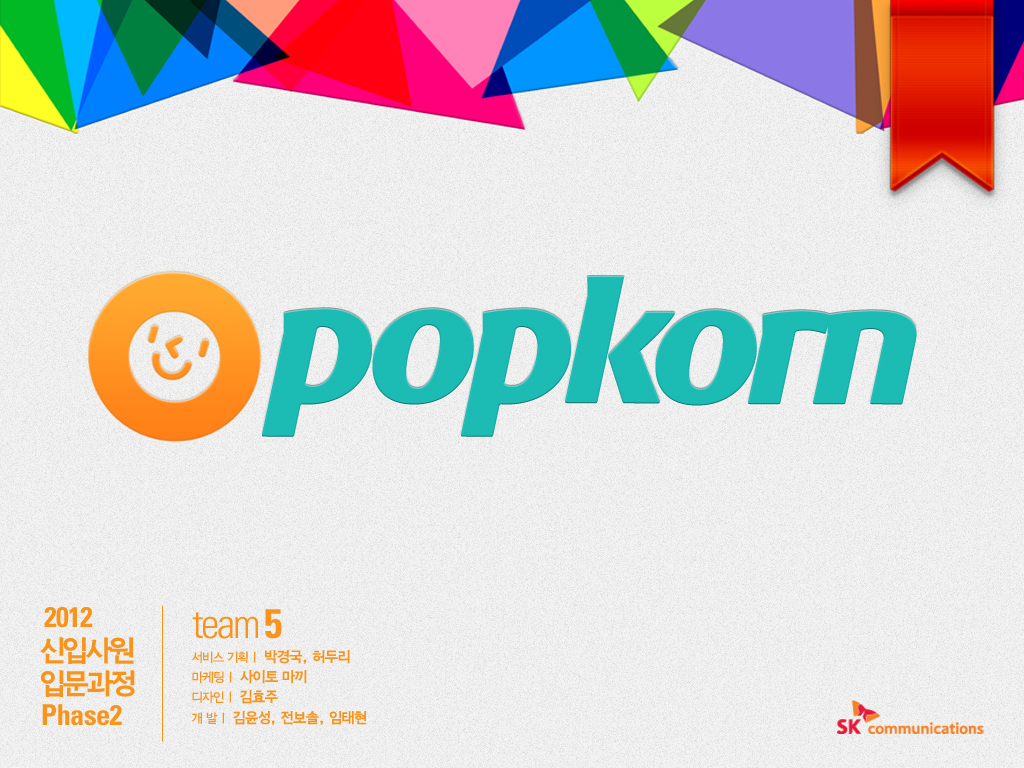 popkorn
2012
신입사원
입문과정
Phase2
team 5
서비스 기획 | 박경국, 허두리
마케팅 | 사이토 마끼
디자인 | 김효주
개 발 | 김윤성, 전보솔, 임태현
SK communications